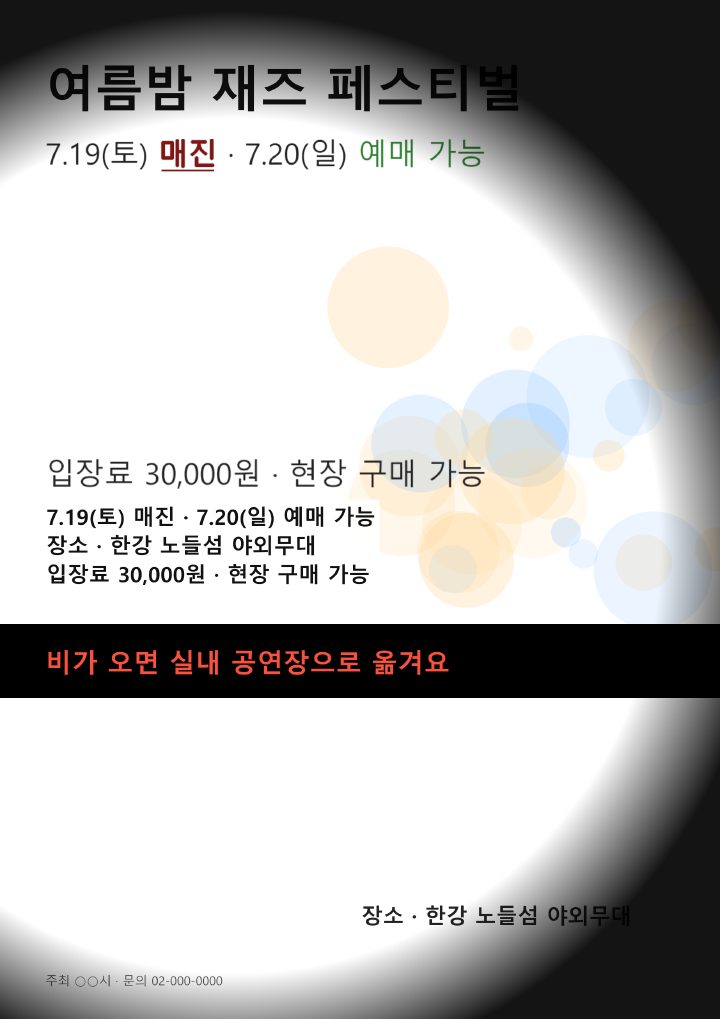 여름밤 재즈 페스티벌
7.19(토) 매진 · 7.20(일) 예매 가능
입장료 30,000원 · 현장 구매 가능
7.19(토) 매진 · 7.20(일) 예매 가능
장소 · 한강 노들섬 야외무대
입장료 30,000원 · 현장 구매 가능
비가 오면 실내 공연장으로 옮겨요
장소 · 한강 노들섬 야외무대
주최 ○○시 · 문의 02-000-0000